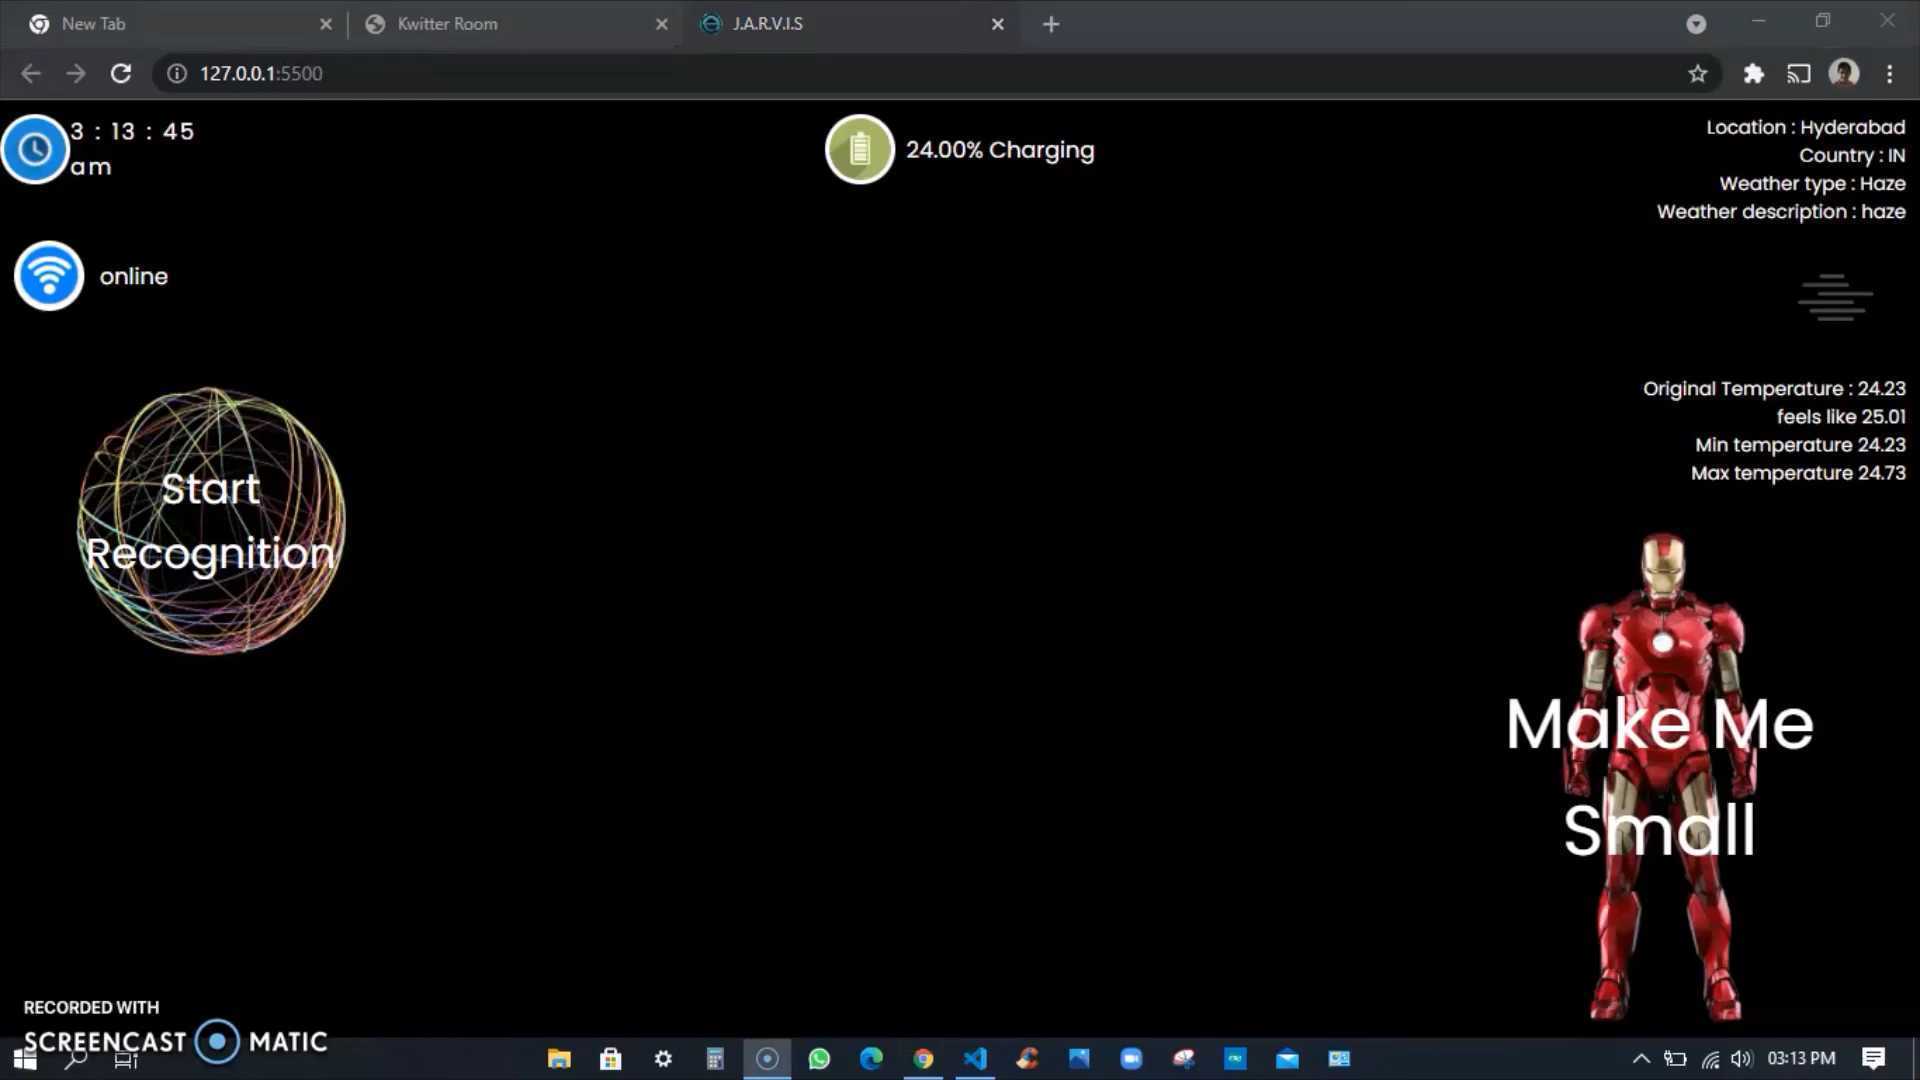 New Tab
Kwitter Room
J.A.R.V.I.S
127.0.0.1:5500
3 : 13 : 45
am
24.00% Charging
Location : Hyderabad
Country : IN
Weather type : Haze
Weather description : haze
online
Original Temperature : 24.23
feels like 25.01
Min temperature 24.23
Max temperature 24.73
Start
Recognition
Make Me
Small
RECORDED WITH
SCREENCAST MATIC
03:13 PM